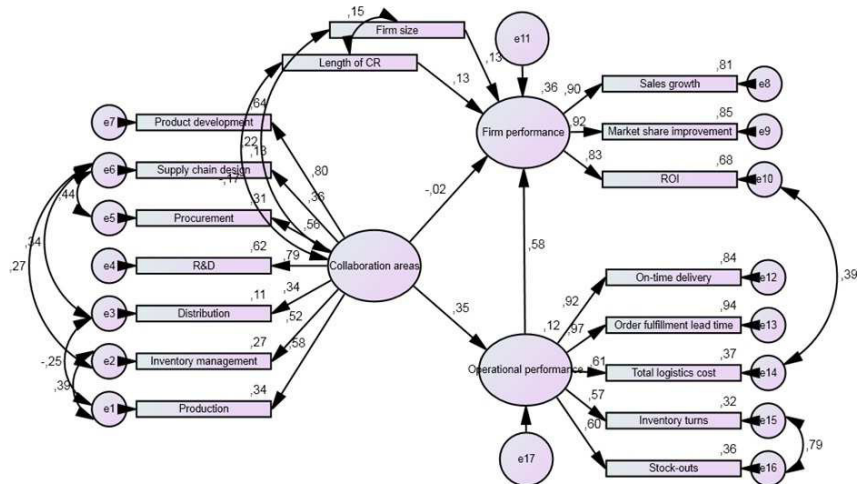 ,15
Firm size
Length of CR
e11
,13
,13
,36
,90
,92
,83
,81
Sales growth
e8
Firm performance
,85
Market share improvement
e9
,68
ROI
e10
,64
e7
Product development
,22
,13
-,17
e6
Supply chain design
,80
,36
,44
,31
e5
Procurement
,56
-,02
,34
,62
e4
R&D
,79
Collaboration areas
,58
,39
,27
,11
e3
Distribution
,34
,35
,84
On-time delivery
e12
,92
-,25
,27
e2
Inventory management
,52
,58
,12
,97
,94
Order fulfillment lead time
e13
,39
,34
e1
Production
Operational performance
,61
,37
Total logistics cost
e14
,57
,32
Inventory turns
e15
,60
,79
e17
,36
Stock-outs
e16